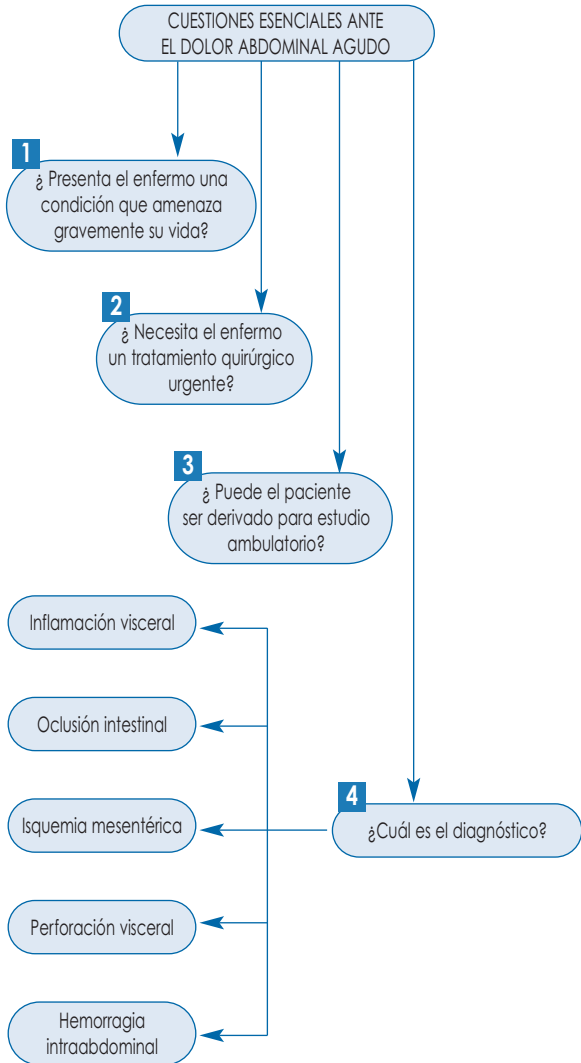 CUESTIONES ESENCIALES ANTE
EL DOLOR ABDOMINAL AGUDO
1
¿ Presenta el enfermo una
condición que amenaza
gravemente su vida?
2
¿ Necesita el enfermo
un tratamiento quirúrgico
urgente?
3
¿ Puede el paciente
ser derivado para estudio
ambulatorio?
4
¿Cuál es el diagnóstico?
Inflamación visceral
Oclusión intestinal
Isquemia mesentérica
Perforación visceral
Hemorragia
intraabdominal